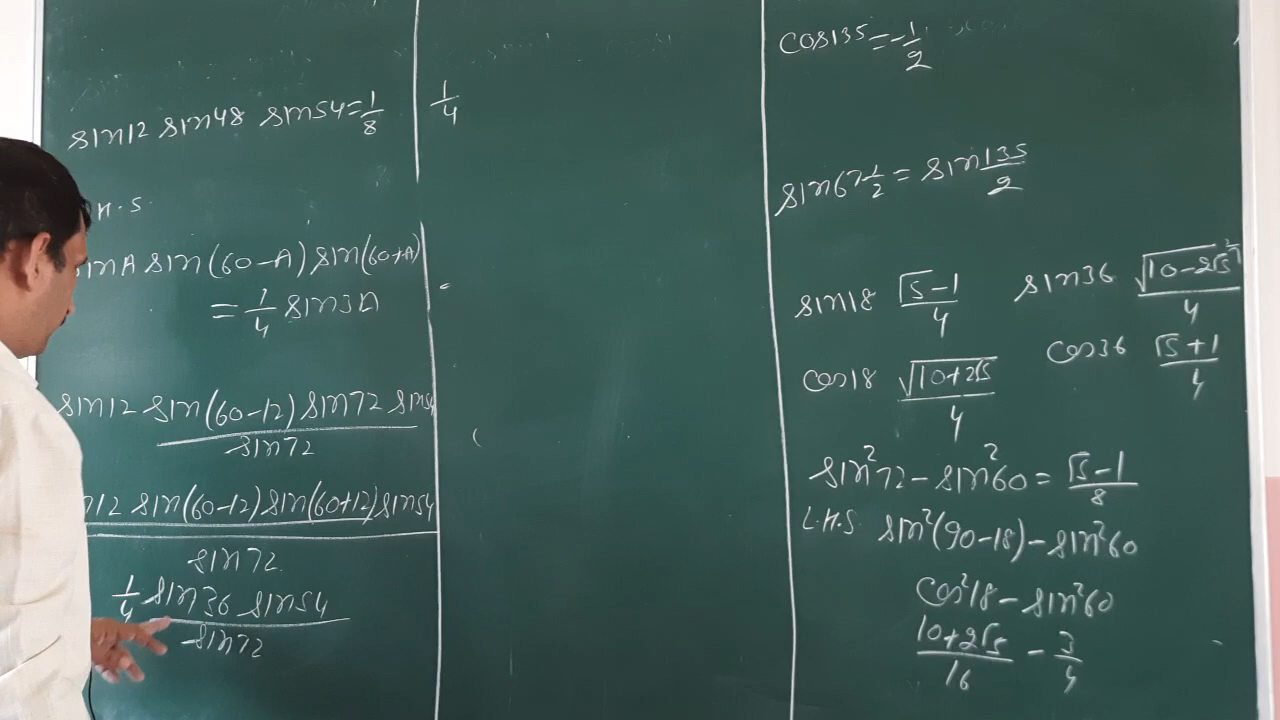 sin12 sin48 sin54=1/8
H.S.
inA sin(60-A) sin(60+A)
= 1/4 sin3A
sin12 sin(60-12) sin72 sin54
sin72
12 sin(60-12) sin(60+12) sin54
sin72
1/4 sin36 sin54
sin72
1/4
cos135=-1/2
sin67 1/2 = sin 135/2
sin18 √5-1/4
sin36 √10-2√5/4
cos18 √10+2√5/4
cos36 √5+1/4
sin²72-sin²60= √5-1/8
L.H.S. sin²(90-18)-sin²60
cos²18-sin²60
10+2√5/16 - 3/4